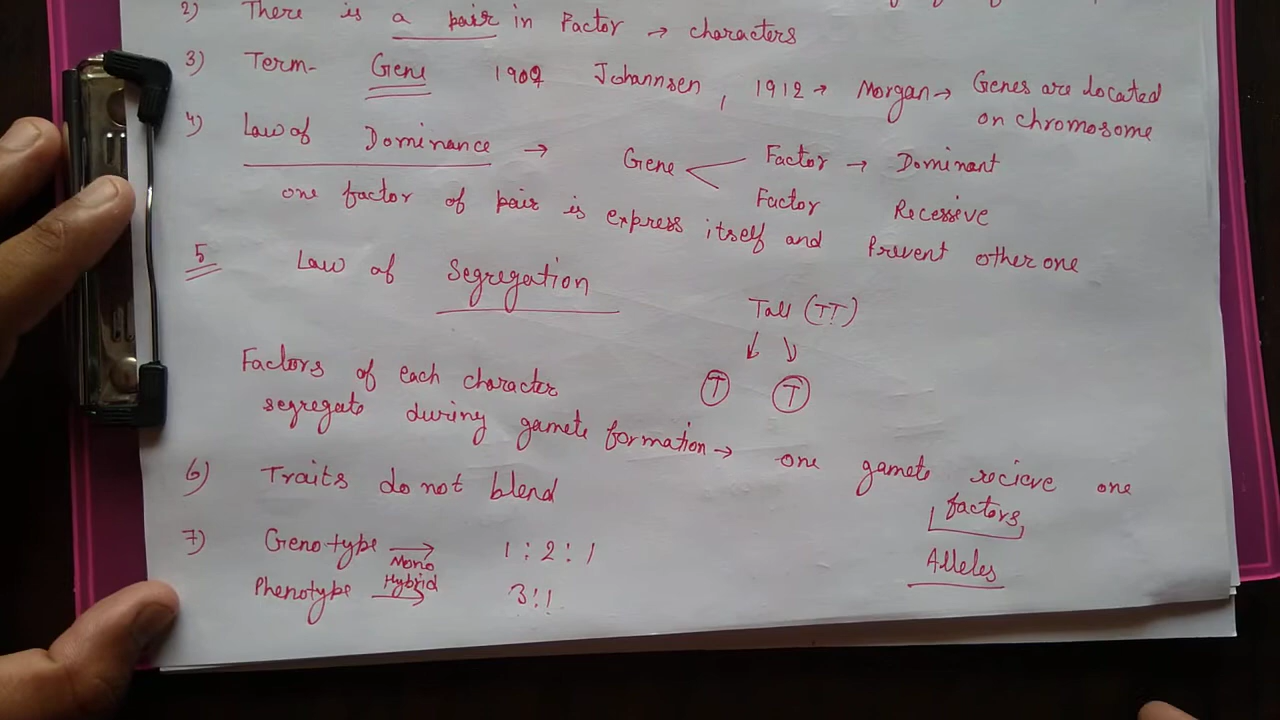 2) There is a pair in Factor → characters
3) Term- Gene 1909 Johannsen, 1912 → Morgan → Genes are located
on chromosome
4) Law of Dominance → Gene Factor → Dominant
Factor Recessive
one factor of pair is express itself and Prevent other one
5 Law of Segregation
Tall (TT)
T T
Factors of each character
segregate during gamete formation → one gamete recieve one
factors
6) Traits do not blend
Alleles
7) Genotype → Mono 1:2:1
Phenotype Hybrid → 3:1